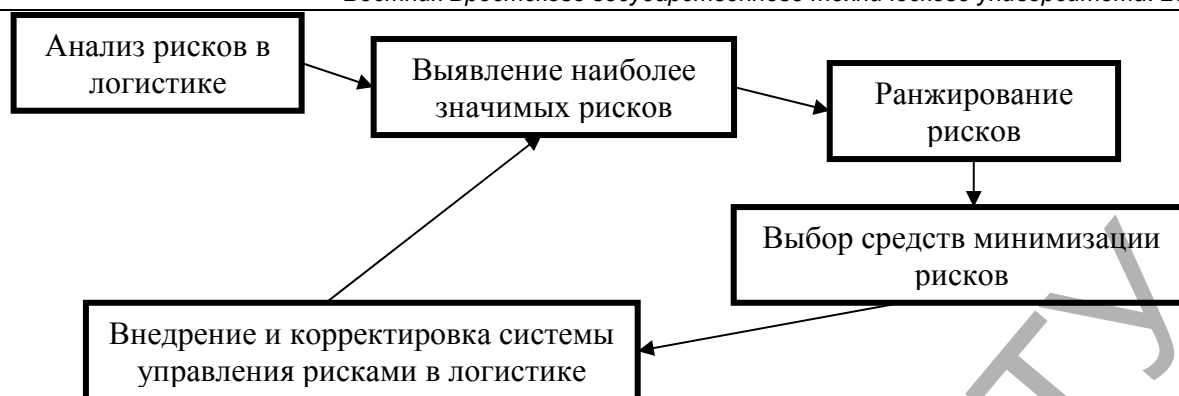 Анализ рисков в
логистике
Выявление наиболее
значимых рисков
Ранжирование
рисков
Выбор средств минимизации
рисков
Внедрение и корректировка системы
управления рисками в логистике
ТУ